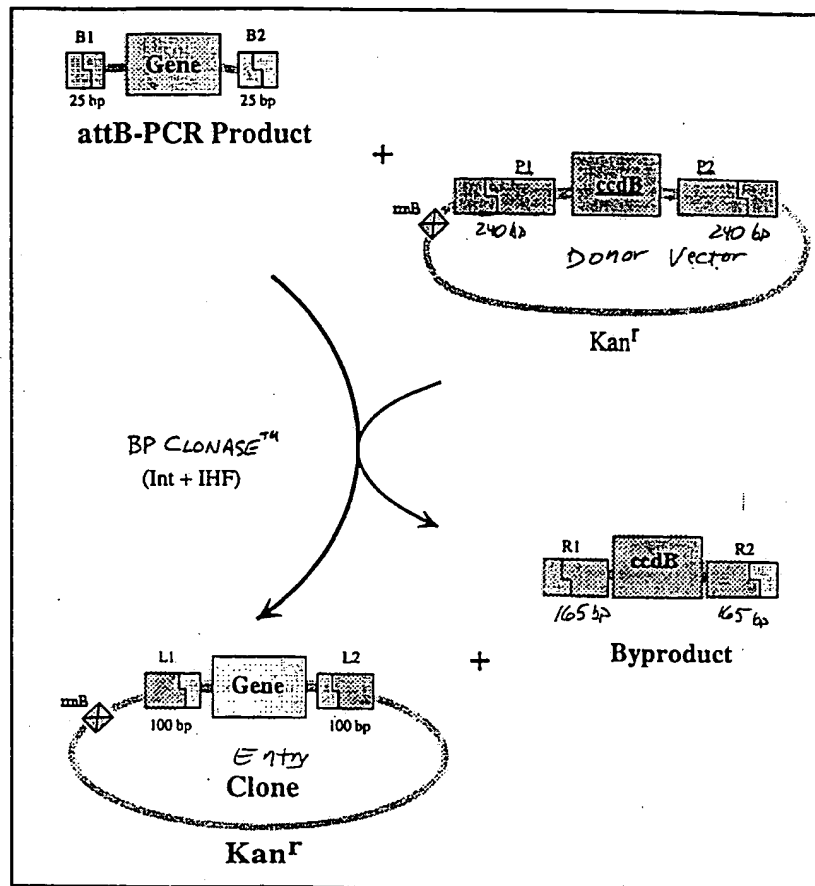 B1 B2
Gene
25 bp 25 bp
attB-PCR Product
+
P1 P2
ccdB
rrnB
240 bp 240 bp
Donor Vector
Kanr
BP CLONASE™
(Int + IHF)
R1 R2
ccdB
165 bp 165 bp
Byproduct
+
L1 L2
Gene
rrnB
100 bp 100 bp
Entry
Clone
Kanr